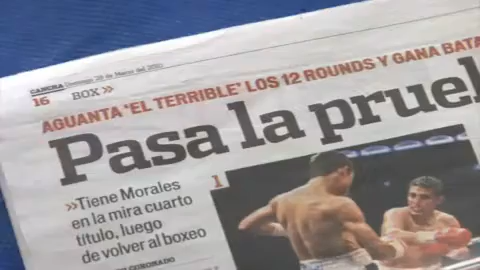 CANCHA Domingo 28 de Marzo del 2010
16 BOX »
AGUANTA 'EL TERRIBLE' LOS 12 ROUNDS Y GANA BATA
Pasa la pruel
»Tiene Morales
en la mira cuarto
título, luego
de volver al boxeo
1
CORONADO